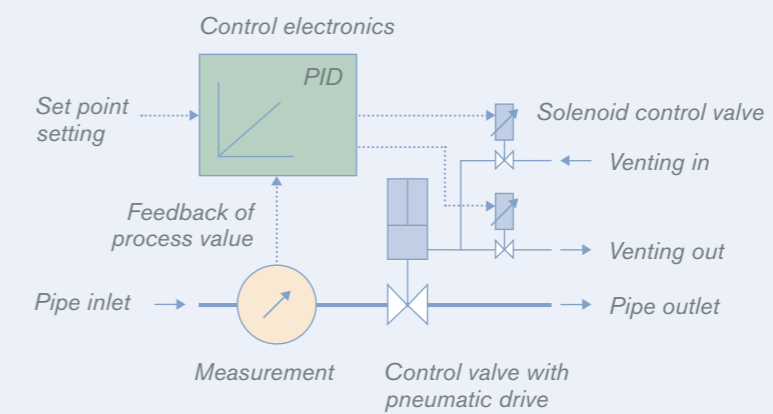 Control electronics
PID
Set point
setting
Solenoid control valve
Venting in
Feedback of
process value
Venting out
Pipe inlet
Pipe outlet
Measurement
Control valve with
pneumatic drive